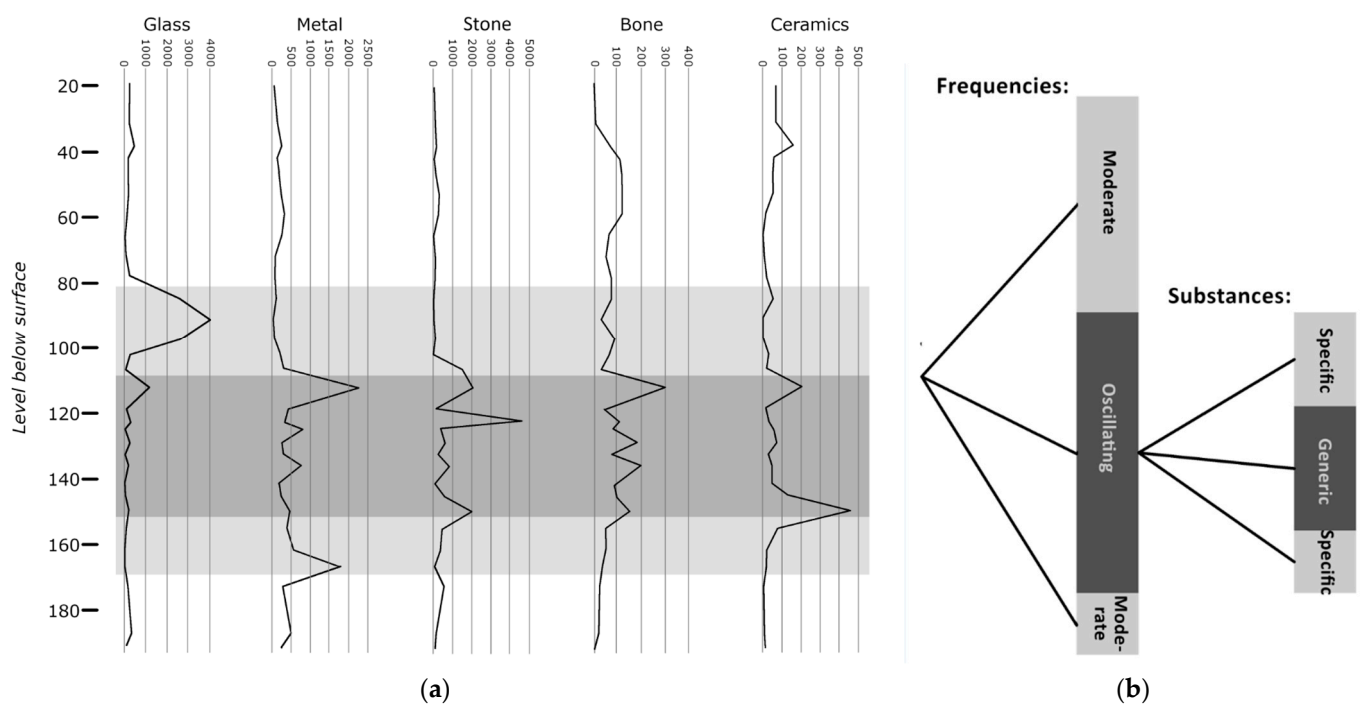 Glass Metal Stone Bone Ceramics
0 1000 2000 3000 4000
0 500 1000 1500 2000 2500
0 1000 2000 3000 4000 5000
0 100 200 300 400
0 100 200 300 400 500
Level below surface
20
40
60
80
100
120
140
160
180
(a)
Frequencies:
Moderate
Oscillating
Mode-
rate
Substances:
Specific
Generic
Specific
(b)